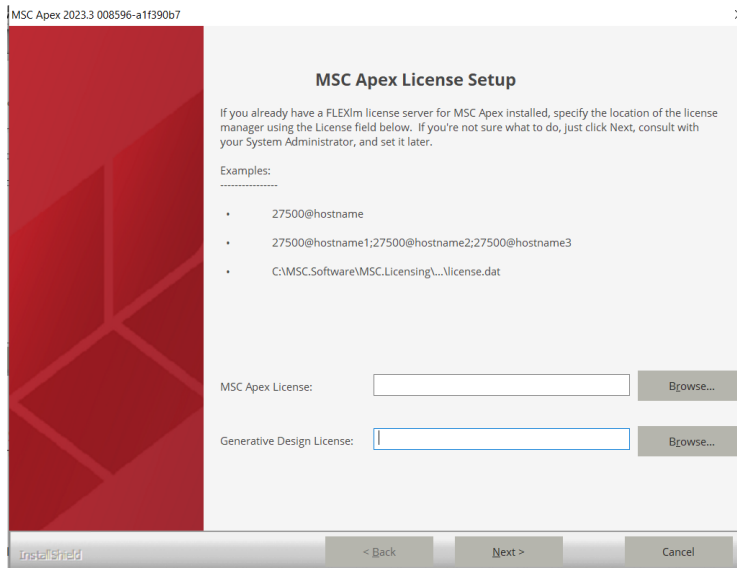 MSC Apex 2023.3 008596-a1f390b7
MSC Apex License Setup
If you already have a FLEXlm license server for MSC Apex installed, specify the location of the license
manager using the License field below. If you're not sure what to do, just click Next, consult with
your System Administrator, and set it later.
Examples:
----------------
• 27500@hostname
• 27500@hostname1;27500@hostname2;27500@hostname3
• C:\MSC.Software\MSC.Licensing\...\license.dat
MSC Apex License:
Browse...
Generative Design License:
Browse...
InstallShield
< Back
Next >
Cancel